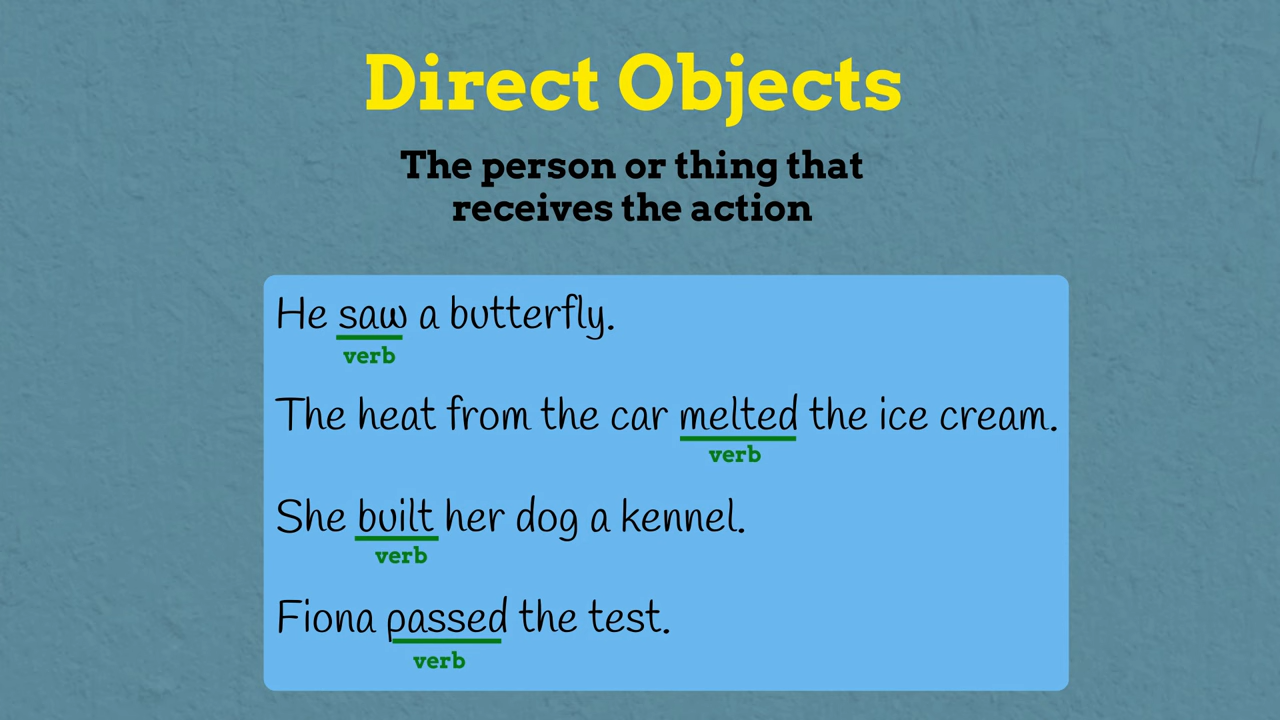 Direct Objects
The person or thing that
receives the action
He saw a butterfly.
verb
The heat from the car melted the ice cream.
verb
She built her dog a kennel.
verb
Fiona passed the test.
verb